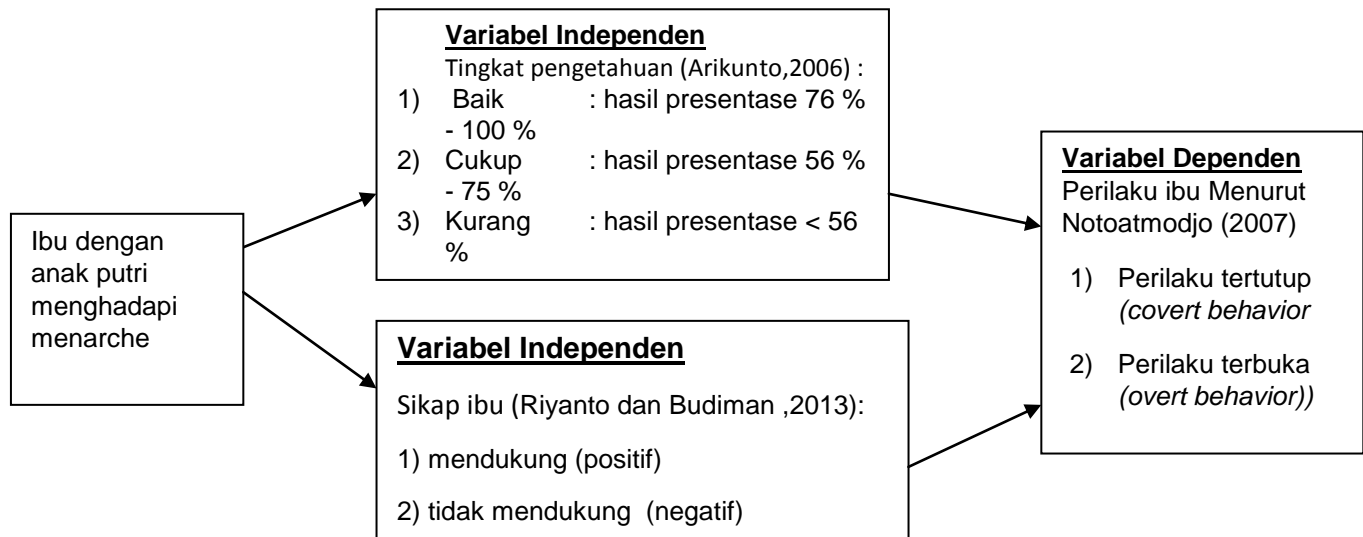 Ibu dengan
anak putri
menghadapi
menarche
Variabel Independen
Tingkat pengetahuan (Arikunto,2006) :
1) Baik : hasil presentase 76 %
- 100 %
2) Cukup : hasil presentase 56 %
- 75 %
3) Kurang : hasil presentase < 56
%
Variabel Independen
Sikap ibu (Riyanto dan Budiman ,2013):
1) mendukung (positif)
2) tidak mendukung (negatif)
Variabel Dependen
Perilaku ibu Menurut
Notoatmodjo (2007)
1) Perilaku tertutup
(covert behavior
2) Perilaku terbuka
(overt behavior))